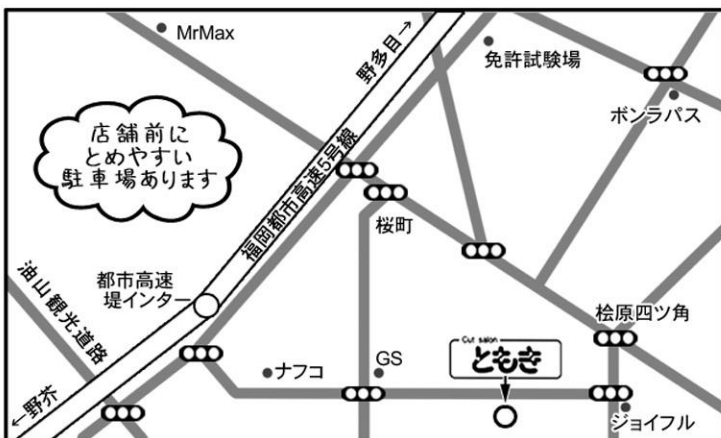 MrMax
野多目→
免許試験場
ボンラパス
店舗前に
とめやすい
駐車場あります
福岡都市高速5号線
桜町
油山観光道路
都市高速
堤インター
桧原四ツ角
Cut salon
ともき
ナフコ
GS
←野芥
ジョイフル